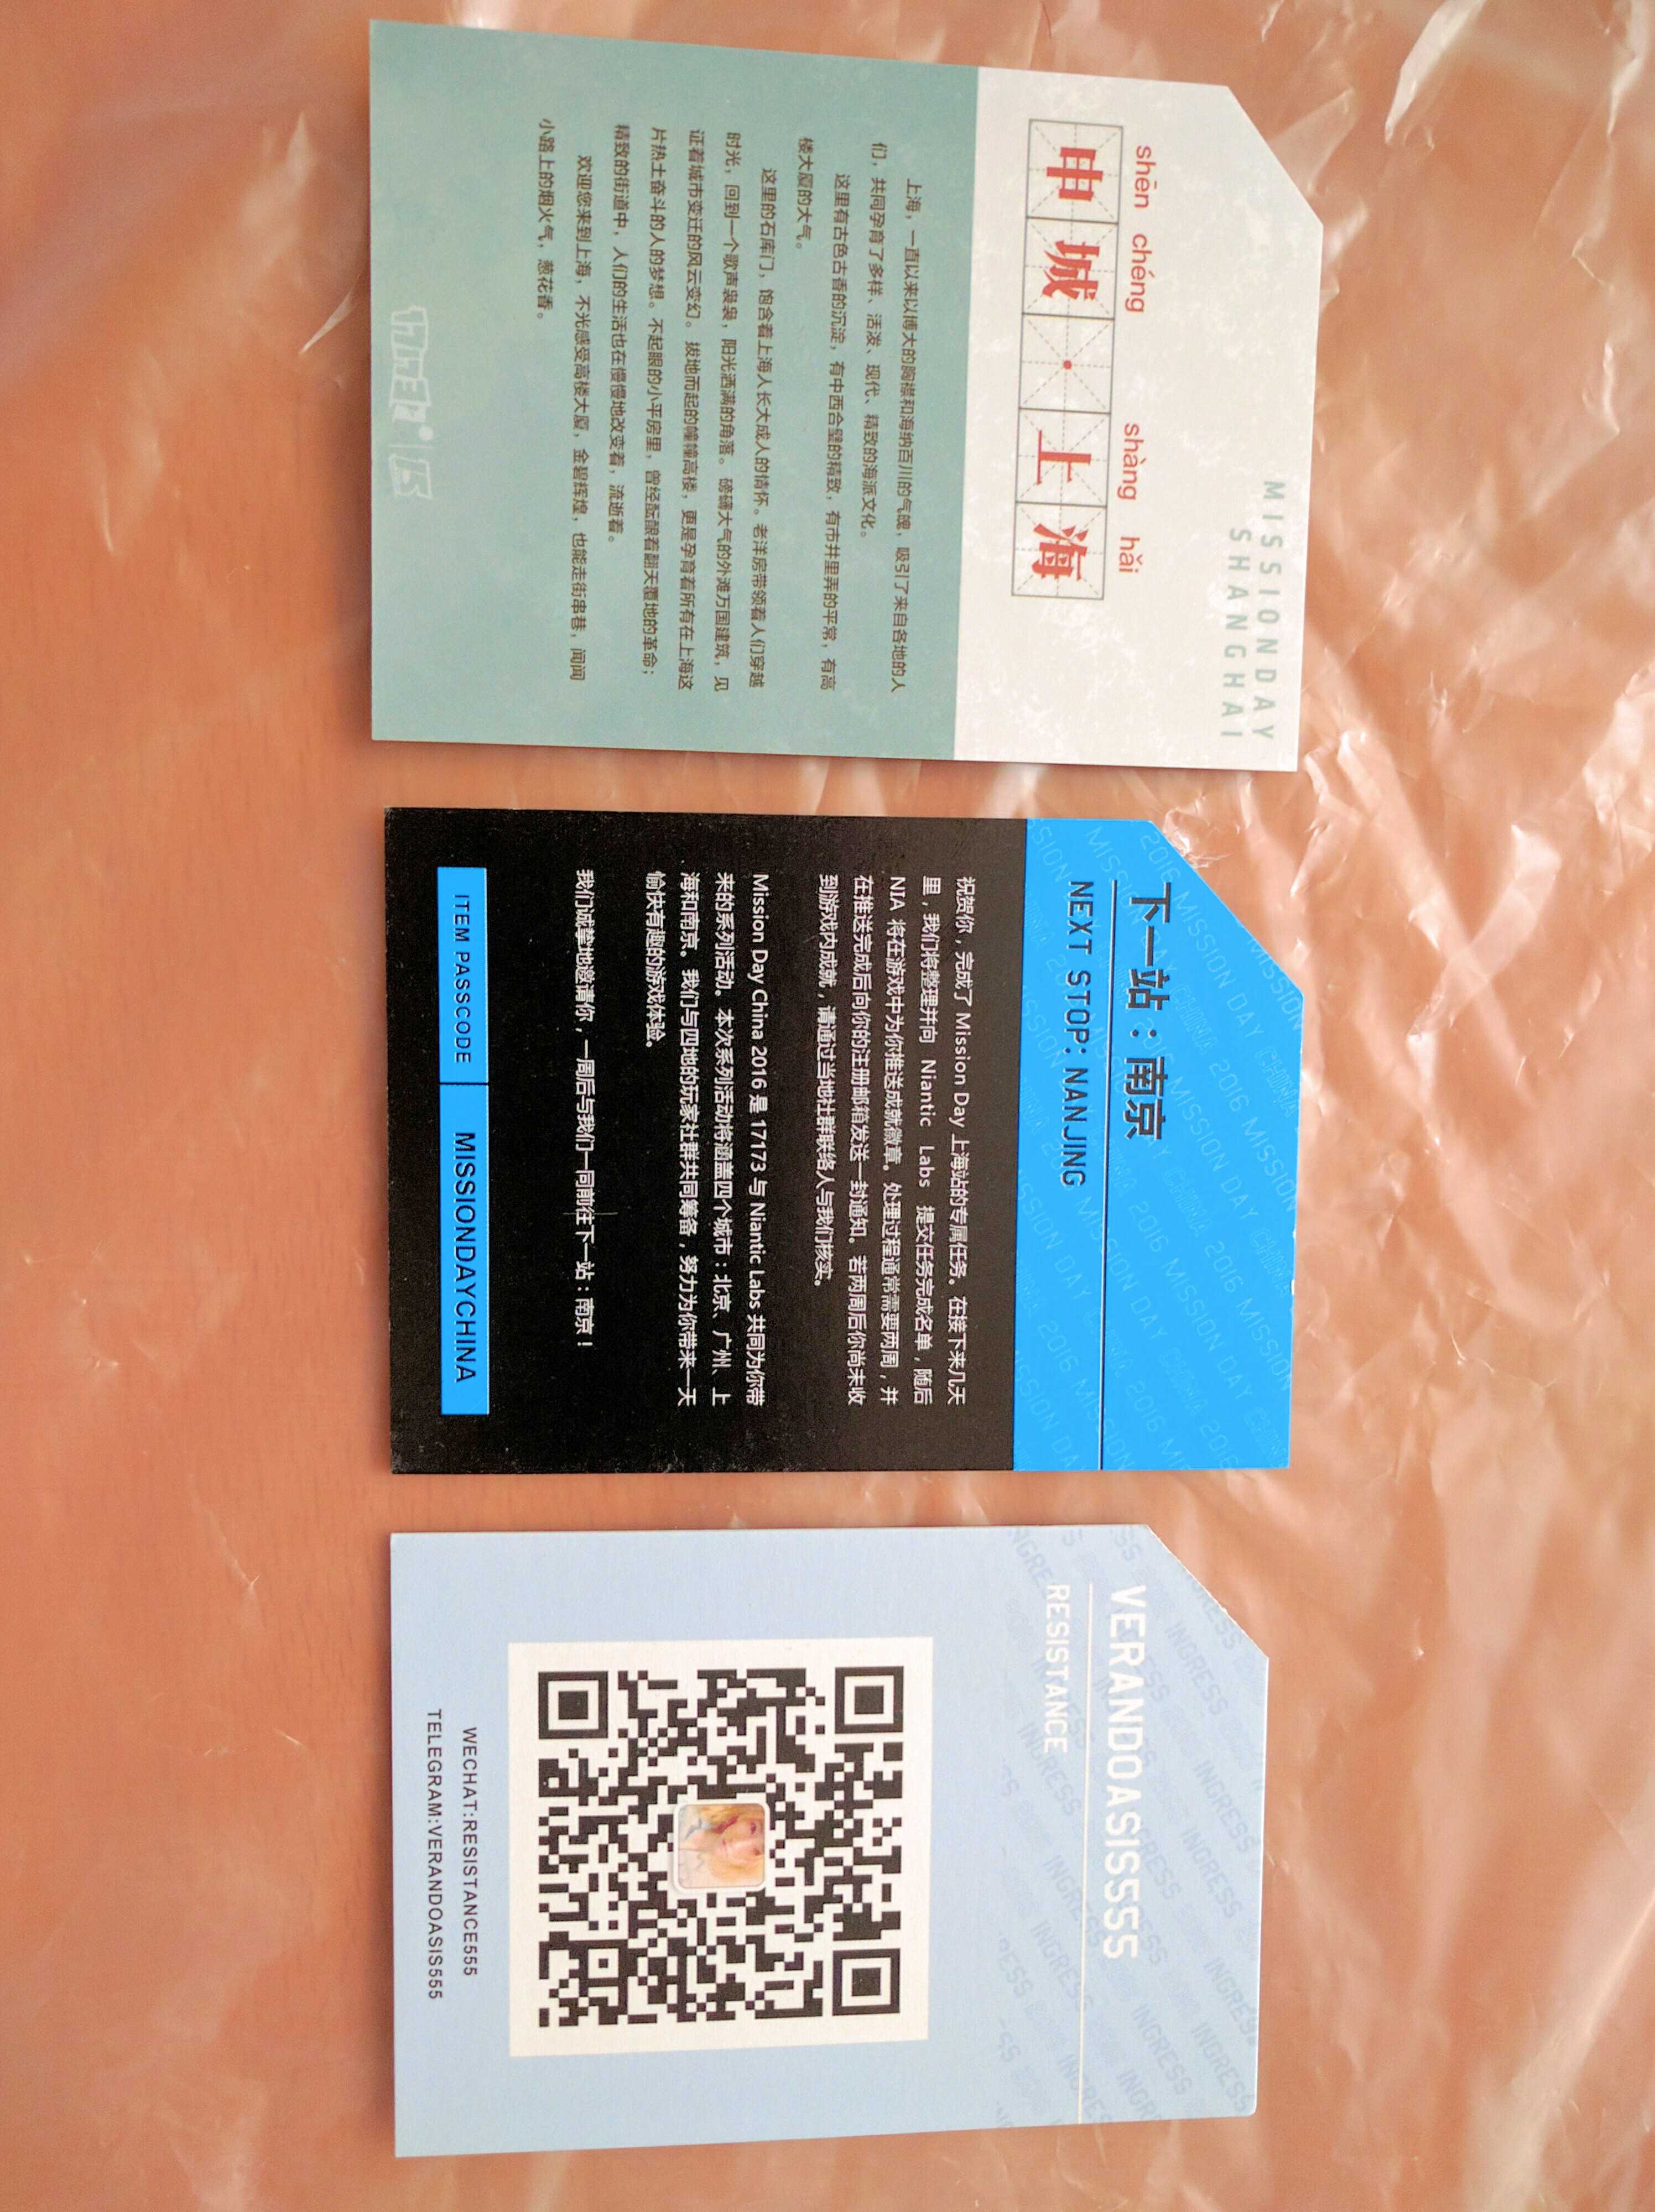 MISSIONDAY
SHANGHAI
shēn chéng shàng hǎi
申城·上海
上海，一直以来以博大的胸襟和海纳百川的气魄，吸引了来自各地的人
们，共同孕育了多样、活泼、现代、精致的海派文化。
这里有古色古香的沉淀，有中西合璧的精致，有市井里弄的平常，有高
楼大厦的大气。
这里的石库门，饱含着上海人长大成人的情怀。老洋房带领着人们穿越
时光，回到一个歌声袅袅，阳光洒满的角落。磅礴大气的外滩万国建筑，见
证着城市变迁的风云变幻。拔地而起的幢幢高楼，更是孕育着所有在上海这
片热土奋斗的人的梦想。不起眼的小平房里，曾经酝酿着翻天覆地的革命；
精致的街道中，人们的生活也在慢慢地改变着，流逝着。
欢迎您来到上海，不光感受高楼大厦，金碧辉煌，也能走街串巷，闻闻
小路上的烟火气，葱花香。
下一站：南京
NEXT STOP: NANJING
祝贺你，完成了 Mission Day 上海站的专属任务。在接下来几天
里，我们将整理并向 Niantic Labs 提交任务完成名单，随后
NIA 将在游戏中为你推送成就徽章。处理过程通常需要两周，并
在推送完成后向你的注册邮箱发送一封通知。若两周后你尚未收
到游戏内成就，请通过当地社群联络人与我们核实。
Mission Day China 2016 是 17173 与 Niantic Labs 共同为你带
来的系列活动。本次系列活动将涵盖四个城市：北京、广州、上
海和南京。我们与四地的玩家社群共同筹备，努力为你带来一天
愉快有趣的游戏体验。
我们诚挚地邀请你，一周后与我们一同前往下一站：南京！
ITEM PASSCODE MISSIONDAYCHINA
VERANDOASIS555
RESISTANCE
WECHAT:RESISTANCE555
TELEGRAM:VERANDOASIS555